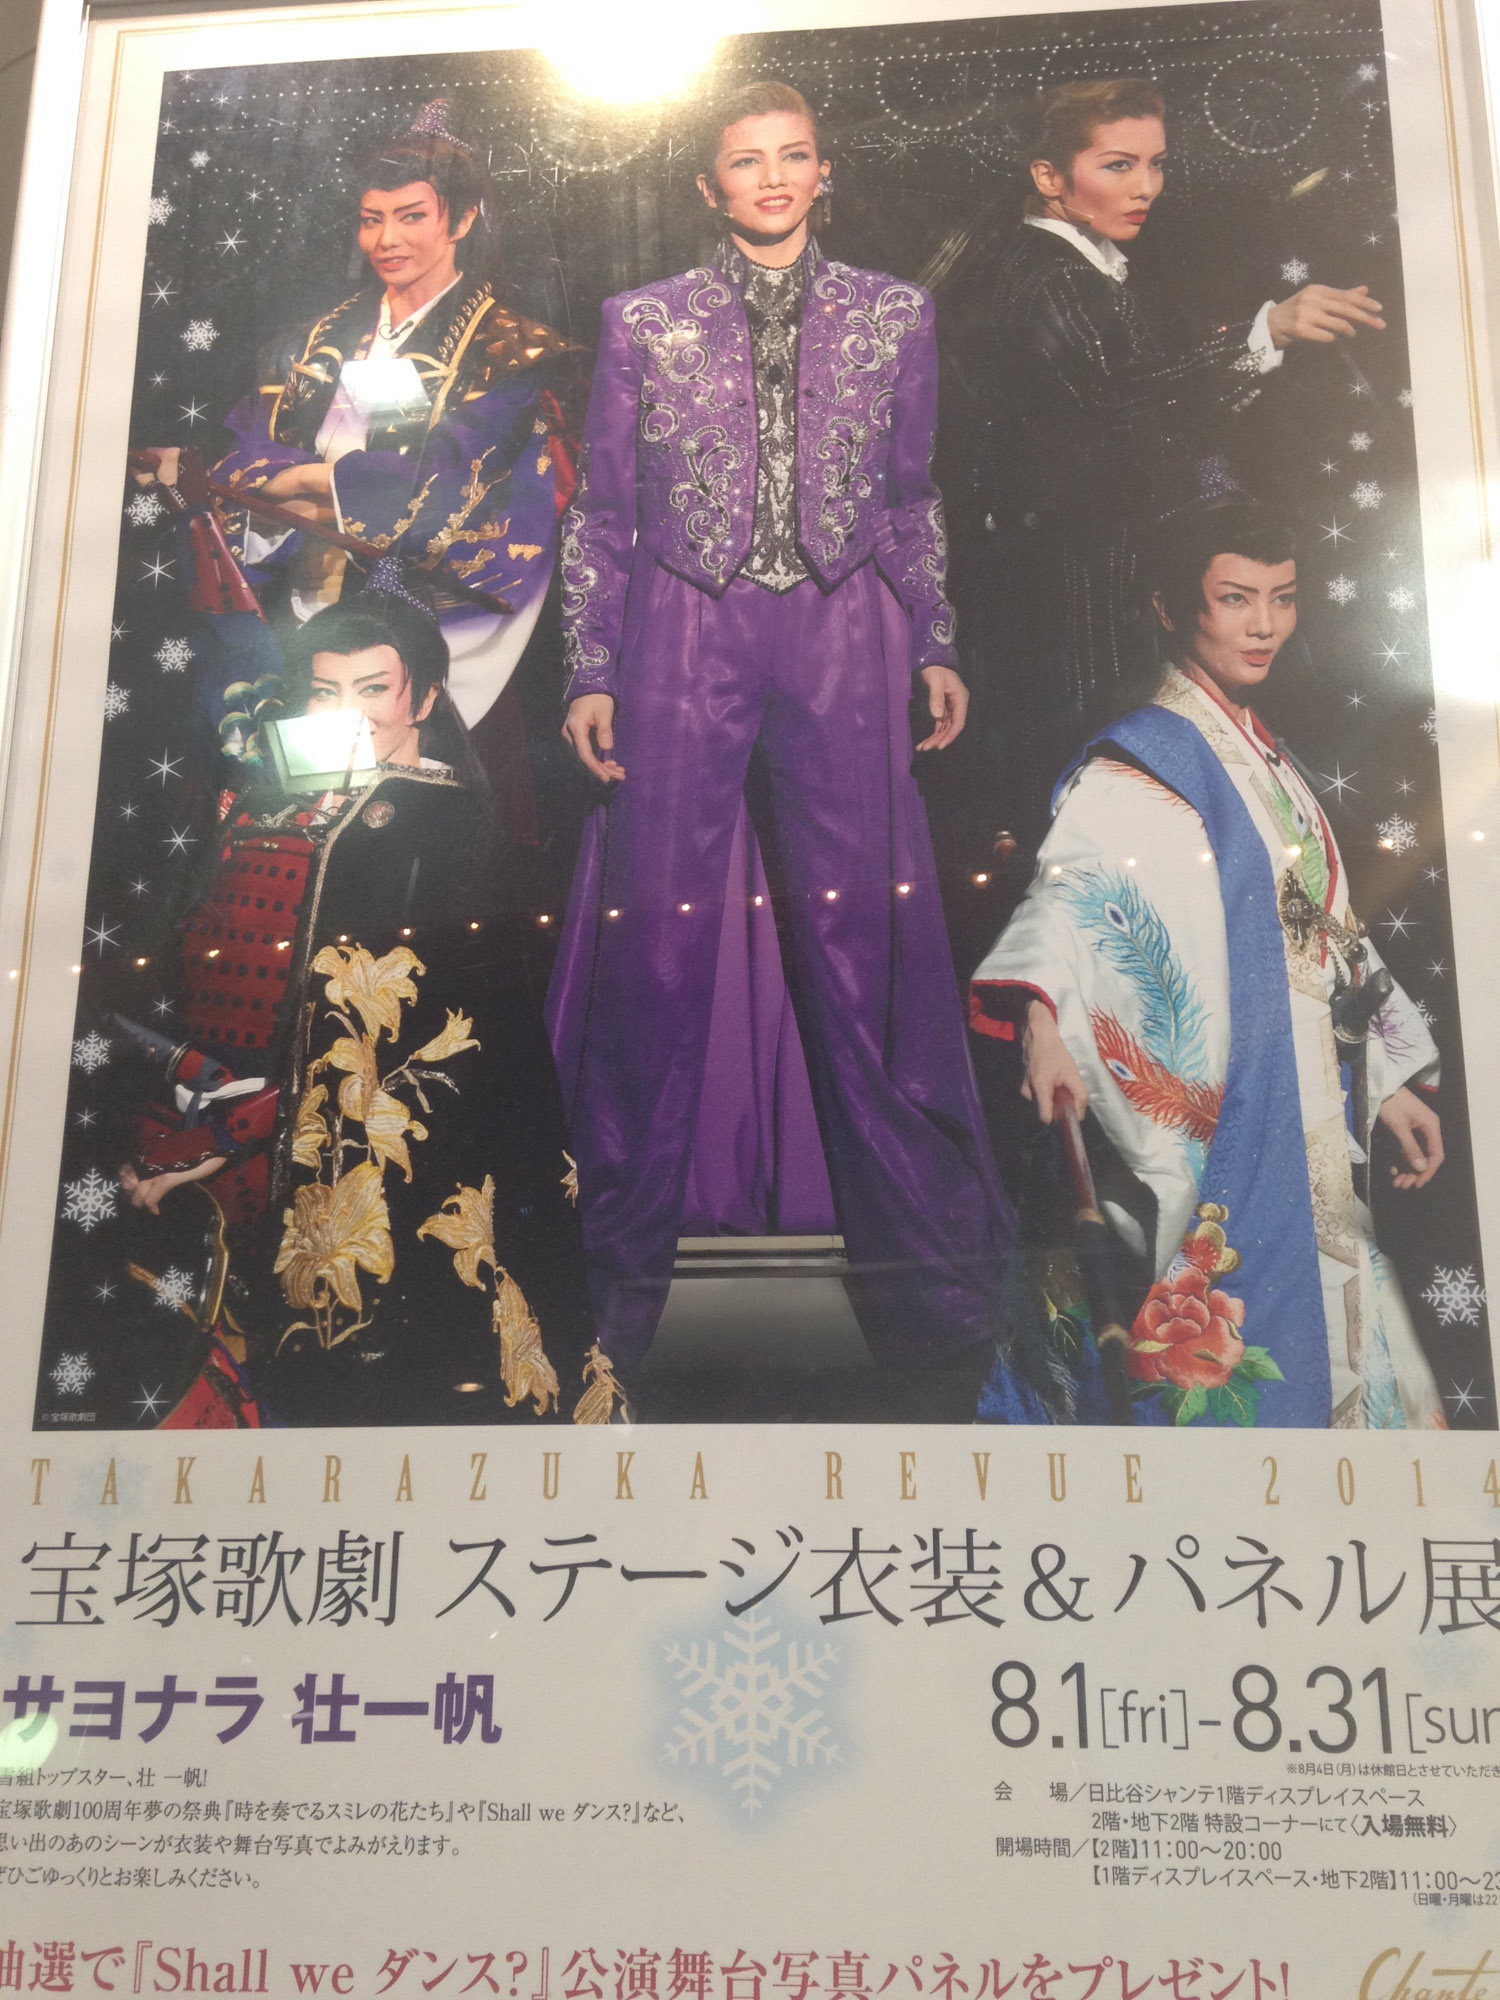 © 宝塚歌劇団
TAKARAZUKA REVUE 2014
宝塚歌劇 ステージ衣装&パネル展
サヨナラ 壮一帆
8.1[fri]-8.31[sun
※8月4日(月)は休館日とさせていただき
雪組トップスター、壮 一帆!
宝塚歌劇100周年夢の祭典『時を奏でるスミレの花たち』や『Shall we ダンス?』など、
思い出のあのシーンが衣装や舞台写真でよみがえります。
ぜひごゆっくりとお楽しみください。
会 場/日比谷シャンテ1階ディスプレイスペース
2階・地下2階 特設コーナーにて〈入場無料〉
開場時間/【2階】11:00〜20:00
【1階ディスプレイスペース・地下2階】11:00〜23
(日曜・月曜は22
抽選で『Shall we ダンス?』公演舞台写真パネルをプレゼント!
Chante